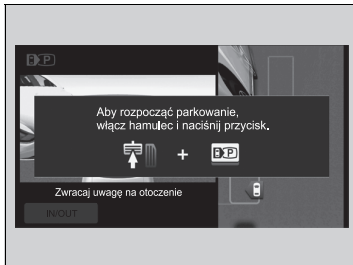 P
Aby rozpocząć parkowanie,
włącz hamulec i naciśnij przycisk.
+ P
Zwracaj uwagę na otoczenie
IN/OUT